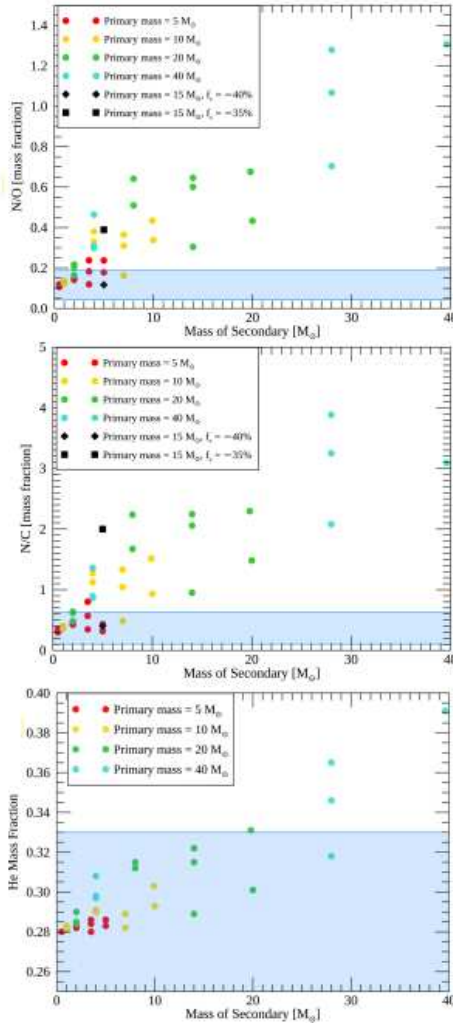 1.4
1.2
1.0
0.8
0.6
0.4
0.2
0.0
N/O [mass fraction]
Primary mass = 5 M⊙
Primary mass = 10 M⊙
Primary mass = 20 M⊙
Primary mass = 40 M⊙
Primary mass = 15 M⊙, fc = −40%
Primary mass = 15 M⊙, fc = −35%
0 10 20 30 40
Mass of Secondary [M⊙]
5
4
3
2
1
0
N/C [mass fraction]
Primary mass = 5 M⊙
Primary mass = 10 M⊙
Primary mass = 20 M⊙
Primary mass = 40 M⊙
Primary mass = 15 M⊙, fc = −40%
Primary mass = 15 M⊙, fc = −35%
0 10 20 30 40
Mass of Secondary [M⊙]
0.40
0.38
0.36
0.34
0.32
0.30
0.28
0.26
He Mass Fraction
Primary mass = 5 M⊙
Primary mass = 10 M⊙
Primary mass = 20 M⊙
Primary mass = 40 M⊙
0 10 20 30 40
Mass of Secondary [M⊙]